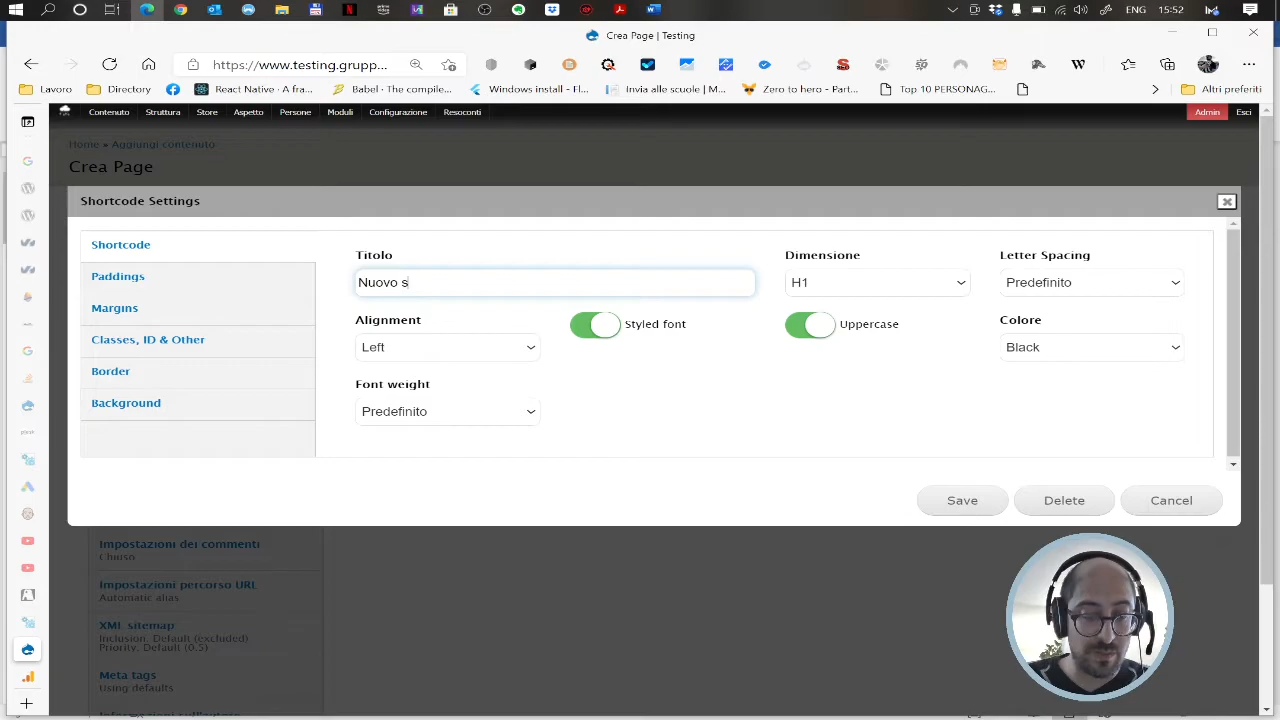 ENG
15:52
Crea Page | Testing
https://www.testing.grupp...
Lavoro
Directory
React Native · A fra...
Babel · The compile...
Windows install - Fl...
Invia alle scuole | M...
Zero to hero - Part...
Top 10 PERSONAG...
Altri preferiti
Contenuto
Struttura
Store
Aspetto
Persone
Moduli
Configurazione
Resoconti
Admin
Esci
Home » Aggiungi contenuto
Crea Page
Shortcode Settings
Shortcode
Paddings
Margins
Classes, ID & Other
Border
Background
Titolo
Nuovo s
Dimensione
H1
Letter Spacing
Predefinito
Alignment
Left
Styled font
Uppercase
Colore
Black
Font weight
Predefinito
Save
Delete
Cancel
Impostazioni dei commenti
Chiuso
Impostazioni percorso URL
Automatic alias
XML sitemap
Inclusion: Default (excluded)
Priority: Default (0.5)
Meta tags
Using defaults
Informazioni sull'autore